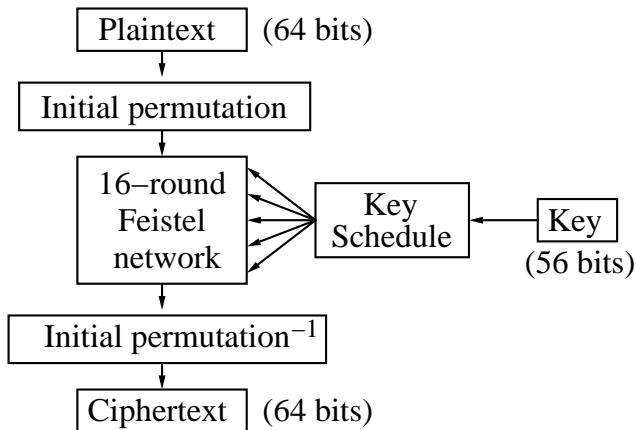 Plaintext (64 bits)
Initial permutation
16−round
Feistel
network
Key
Schedule
Key
(56 bits)
Initial permutation⁻¹
Ciphertext (64 bits)